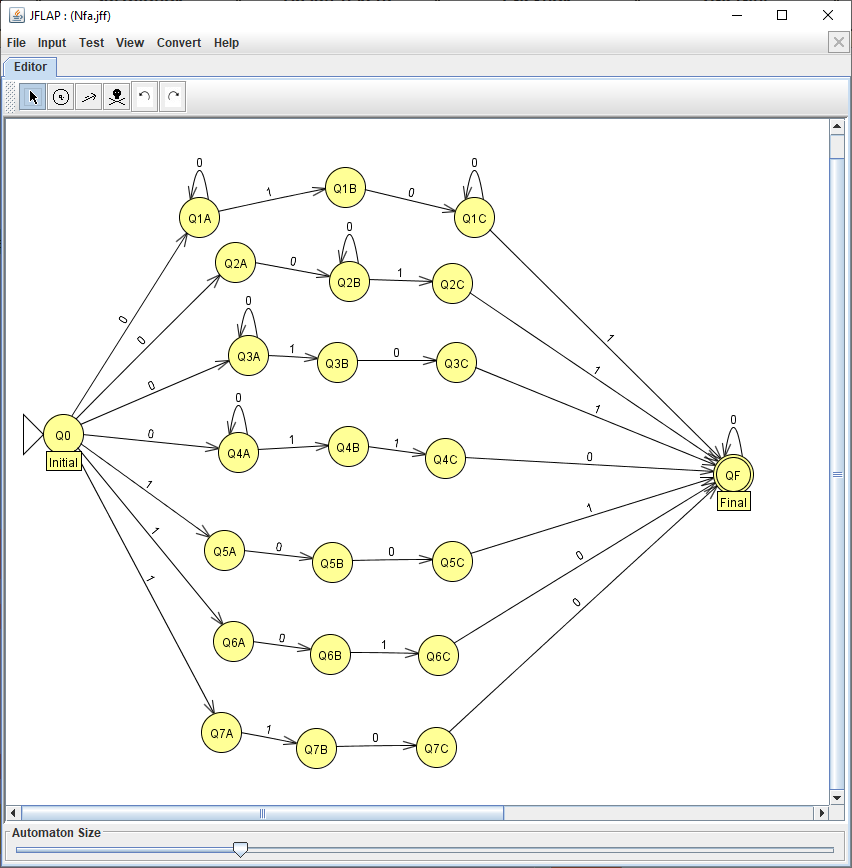 JFLAP : (Nfa.jff)
File Input Test View Convert Help
Editor
0 0
Q1A 1 Q1B 0 Q1C
0
Q2A 0 Q2B 1 Q2C
0
Q3A 1 Q3B 0 Q3C
0
Q4A 1 Q4B 1 Q4C 0
0 0 0 0 1 1 1
Q0
Initial
1 1 1
0
QF
Final
Q5A 0 Q5B 0 Q5C 1
Q6A 0 Q6B 1 Q6C 0
Q7A 1 Q7B 0 Q7C 0
Automaton Size